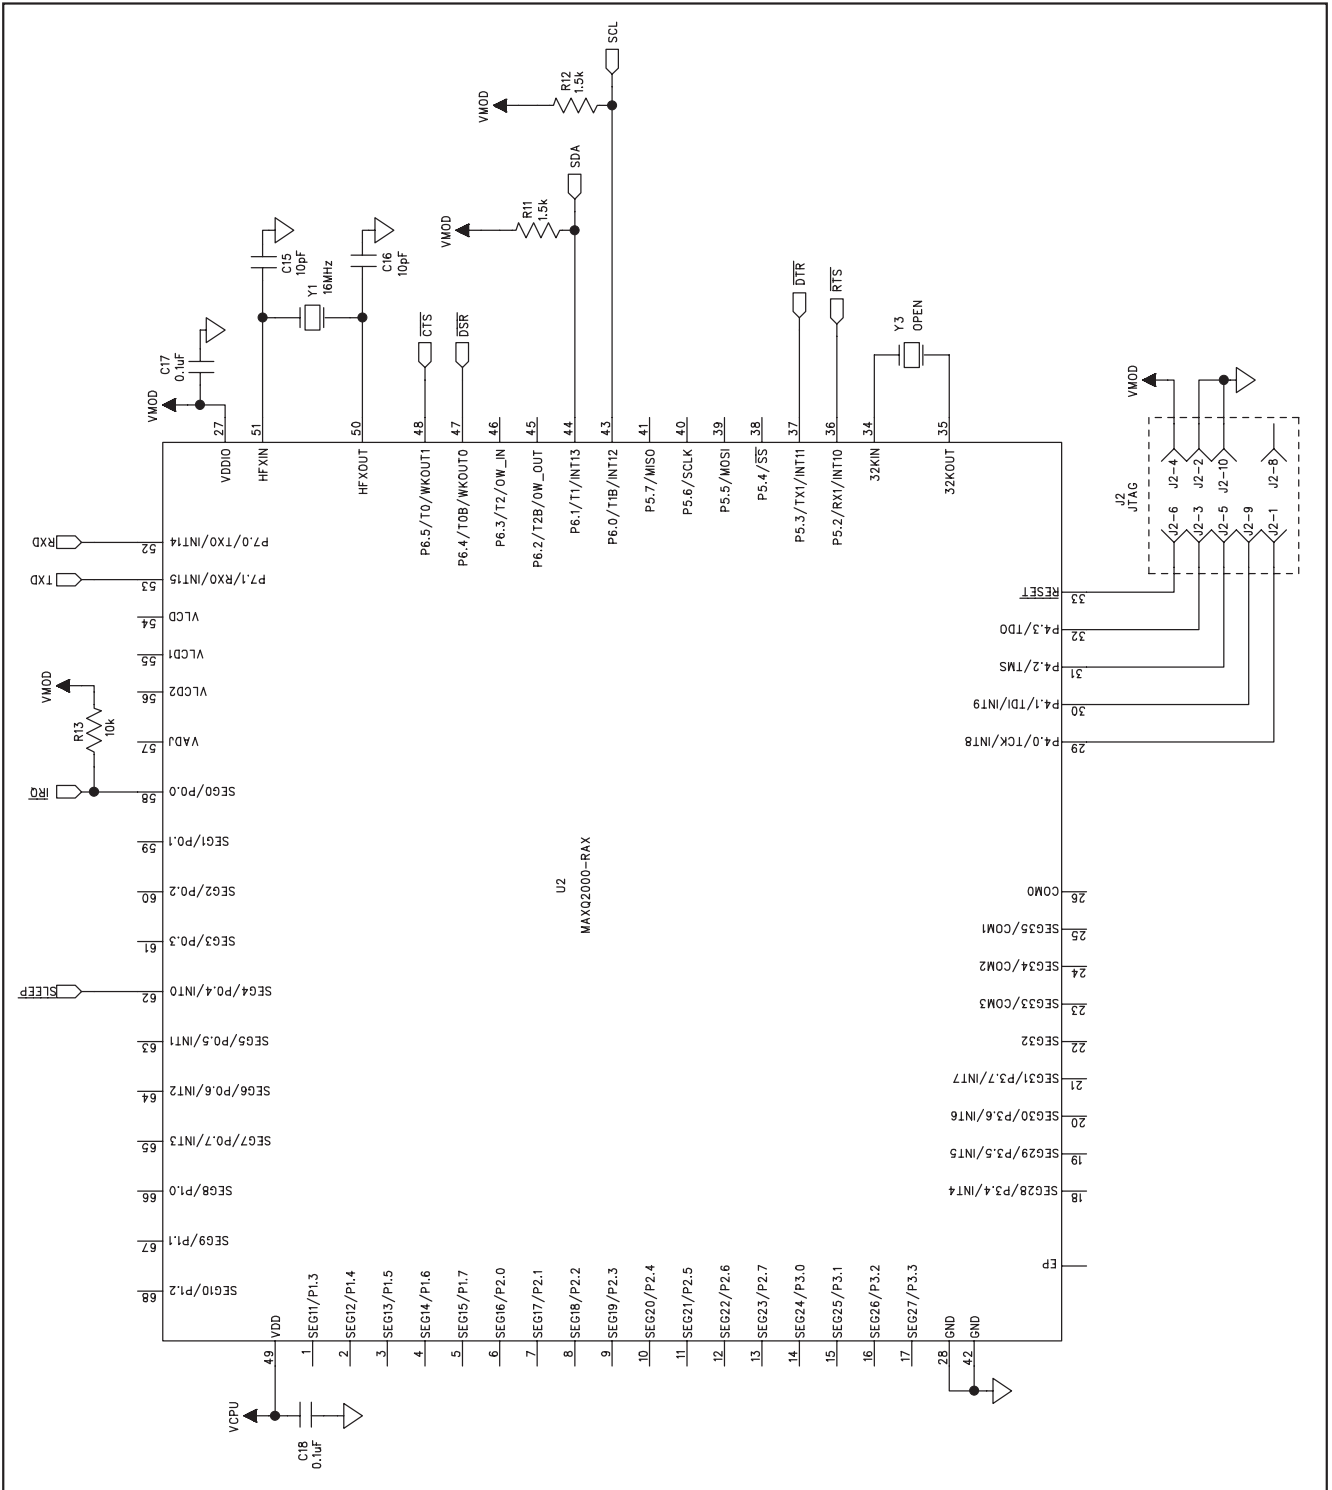 SCL
R12
1.5k
VMOD
SDA
R11
1.5k
VMOD
C15
10pF
Y1
16MHz
C16
10pF
C17
0.1uF
VMOD
CTS
DSR
DTR
RTS
Y3
OPEN
27
51
50
48
47
46
45
44
43
41
40
39
38
37
36
34
35
VDDIO
HFXIN
HFXOUT
P6.5/T0/WKOUT1
P6.4/T0B/WKOUT0
P6.3/T2/OW_IN
P6.2/T2B/OW_OUT
P6.1/T1/INT13
P6.0/T1B/INT12
P5.7/MISO
P5.6/SCLK
P5.5/MOSI
P5.4/SS
P5.3/TX1/INT11
P5.2/RX1/INT10
32KIN
32KOUT
VMOD
J2
JTAG
J2-4
J2-2
J2-10
J2-8
J2-6
J2-3
J2-5
J2-9
J2-1
RXD
52
P7.0/TX0/INT14
TXD
53
P7.1/RX0/INT15
54
VLCD
55
VLCD1
56
VLCD2
57
VADJ
VMOD
R13
10k
IRQ
58
SEG0/P0.0
59
SEG1/P0.1
60
SEG2/P0.2
61
SEG3/P0.3
SLEEP
62
SEG4/P0.4/INT0
63
SEG5/P0.5/INT1
64
SEG6/P0.6/INT2
65
SEG7/P0.7/INT3
66
SEG8/P1.0
67
SEG9/P1.1
68
SEG10/P1.2
U2
MAXQ2000-RAX
RESET
33
P4.3/TDO
32
P4.2/TMS
31
P4.1/TDI/INT9
30
P4.0/TCK/INT8
29
COM0
26
SEG35/COM1
25
SEG34/COM2
24
SEG33/COM3
23
SEG32
22
SEG31/P3.7/INT7
21
SEG30/P3.6/INT6
20
SEG29/P3.5/INT5
19
SEG28/P3.4/INT4
18
EP
VDD
SEG11/P1.3
SEG12/P1.4
SEG13/P1.5
SEG14/P1.6
SEG15/P1.7
SEG16/P2.0
SEG17/P2.1
SEG18/P2.2
SEG19/P2.3
SEG20/P2.4
SEG21/P2.5
SEG22/P2.6
SEG23/P2.7
SEG24/P3.0
SEG25/P3.1
SEG26/P3.2
SEG27/P3.3
GND
GND
49
1
2
3
4
5
6
7
8
9
10
11
12
13
14
15
16
17
28
42
VCPU
C18
0.1uF